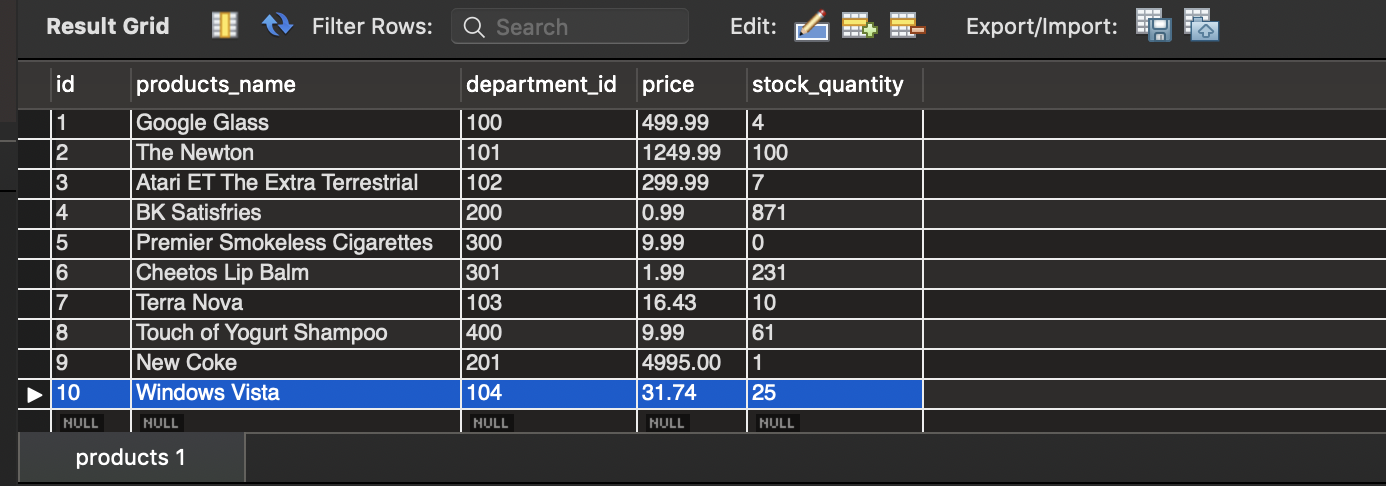 Result Grid Filter Rows: Search Edit: Export/Import:
id products_name department_id price stock_quantity
1 Google Glass 100 499.99 4
2 The Newton 101 1249.99 100
3 Atari ET The Extra Terrestrial 102 299.99 7
4 BK Satisfries 200 0.99 871
5 Premier Smokeless Cigarettes 300 9.99 0
6 Cheetos Lip Balm 301 1.99 231
7 Terra Nova 103 16.43 10
8 Touch of Yogurt Shampoo 400 9.99 61
9 New Coke 201 4995.00 1
10 Windows Vista 104 31.74 25
NULL NULL NULL NULL NULL
products 1